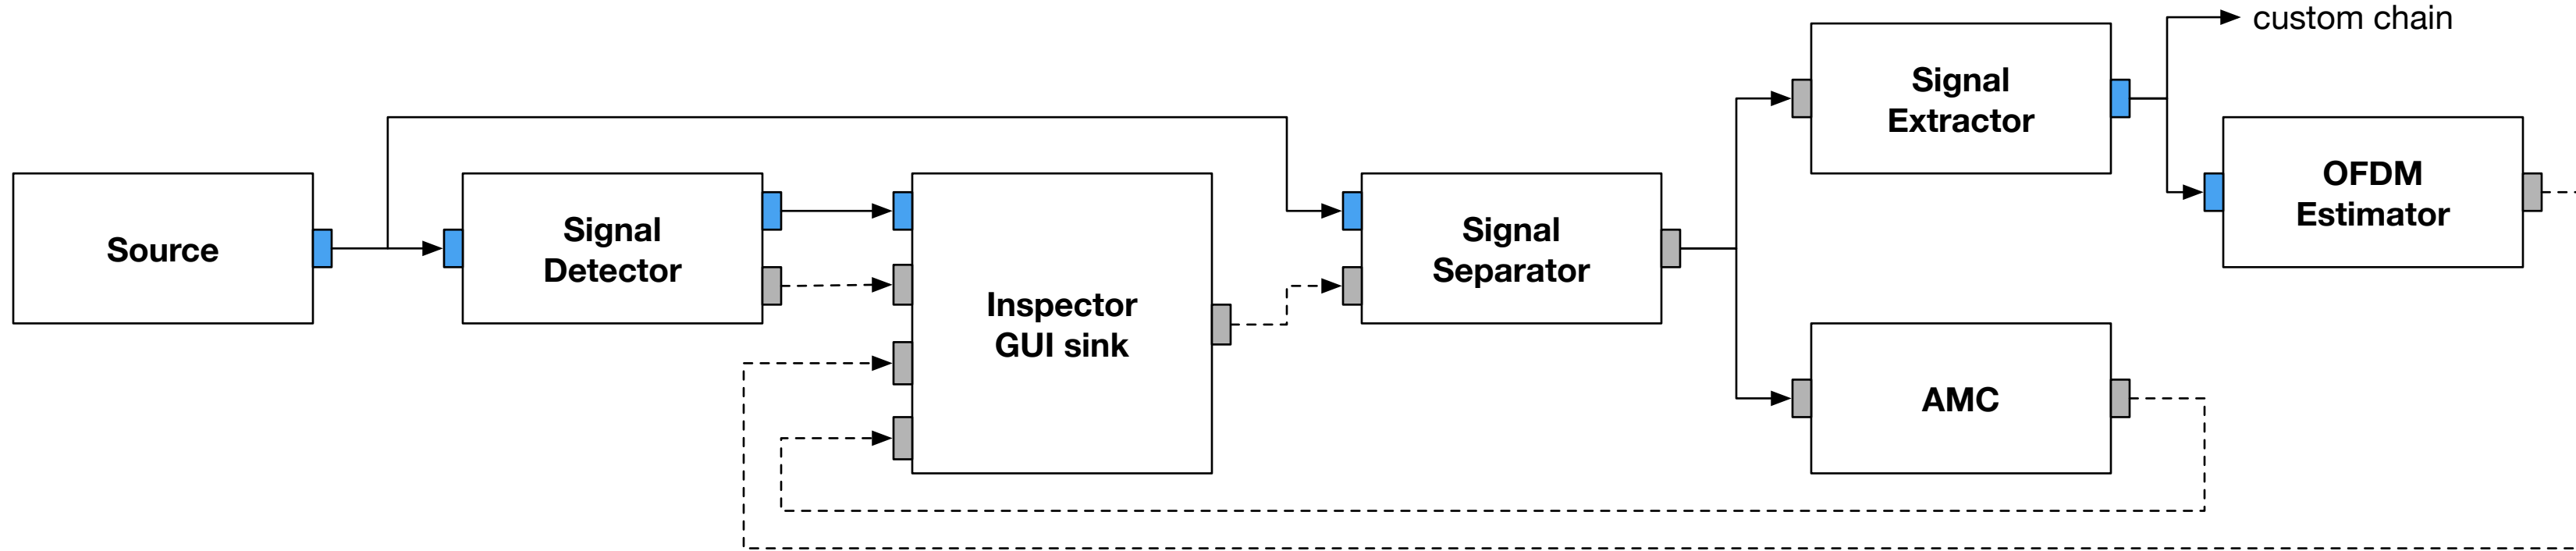 custom chain
Signal
Extractor
OFDM
Estimator
Source
Signal
Detector
Inspector
GUI sink
Signal
Separator
AMC